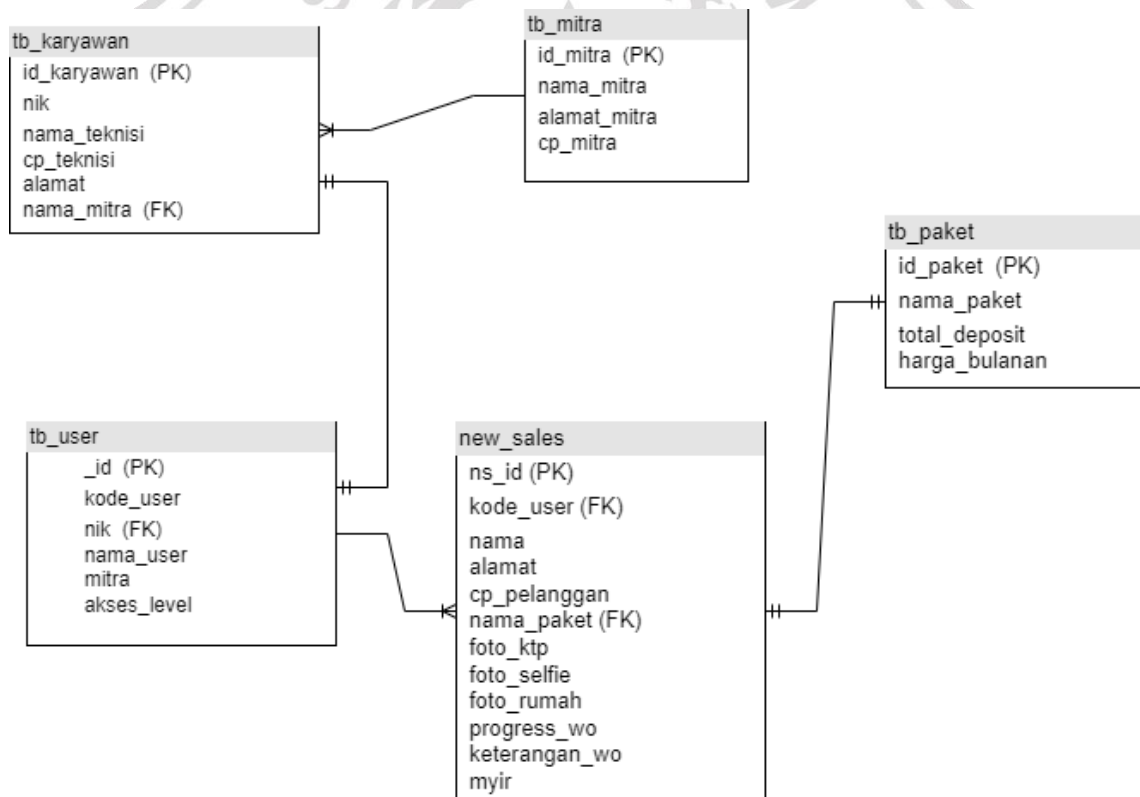 tb_karyawan
id_karyawan (PK)
nik
nama_teknisi
cp_teknisi
alamat
nama_mitra (FK)
tb_mitra
id_mitra (PK)
nama_mitra
alamat_mitra
cp_mitra
tb_paket
id_paket (PK)
nama_paket
total_deposit
harga_bulanan
tb_user
_id (PK)
kode_user
nik (FK)
nama_user
mitra
akses_level
new_sales
ns_id (PK)
kode_user (FK)
nama
alamat
cp_pelanggan
nama_paket (FK)
foto_ktp
foto_selfie
foto_rumah
progress_wo
keterangan_wo
myir